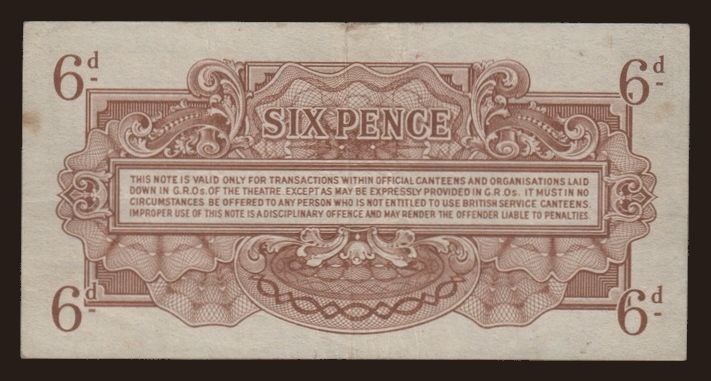 6d 6d
SIX PENCE
THIS NOTE IS VALID ONLY FOR TRANSACTIONS WITHIN OFFICIAL CANTEENS AND ORGANISATIONS LAID
DOWN IN G.R.Os. OF THE THEATRE. EXCEPT AS MAY BE EXPRESSLY PROVIDED IN G.R.Os. IT MUST IN NO
CIRCUMSTANCES BE OFFERED TO ANY PERSON WHO IS NOT ENTITLED TO USE BRITISH SERVICE CANTEENS.
IMPROPER USE OF THIS NOTE IS A DISCIPLINARY OFFENCE AND MAY RENDER THE OFFENDER LIABLE TO PENALTIES.
6d 6d